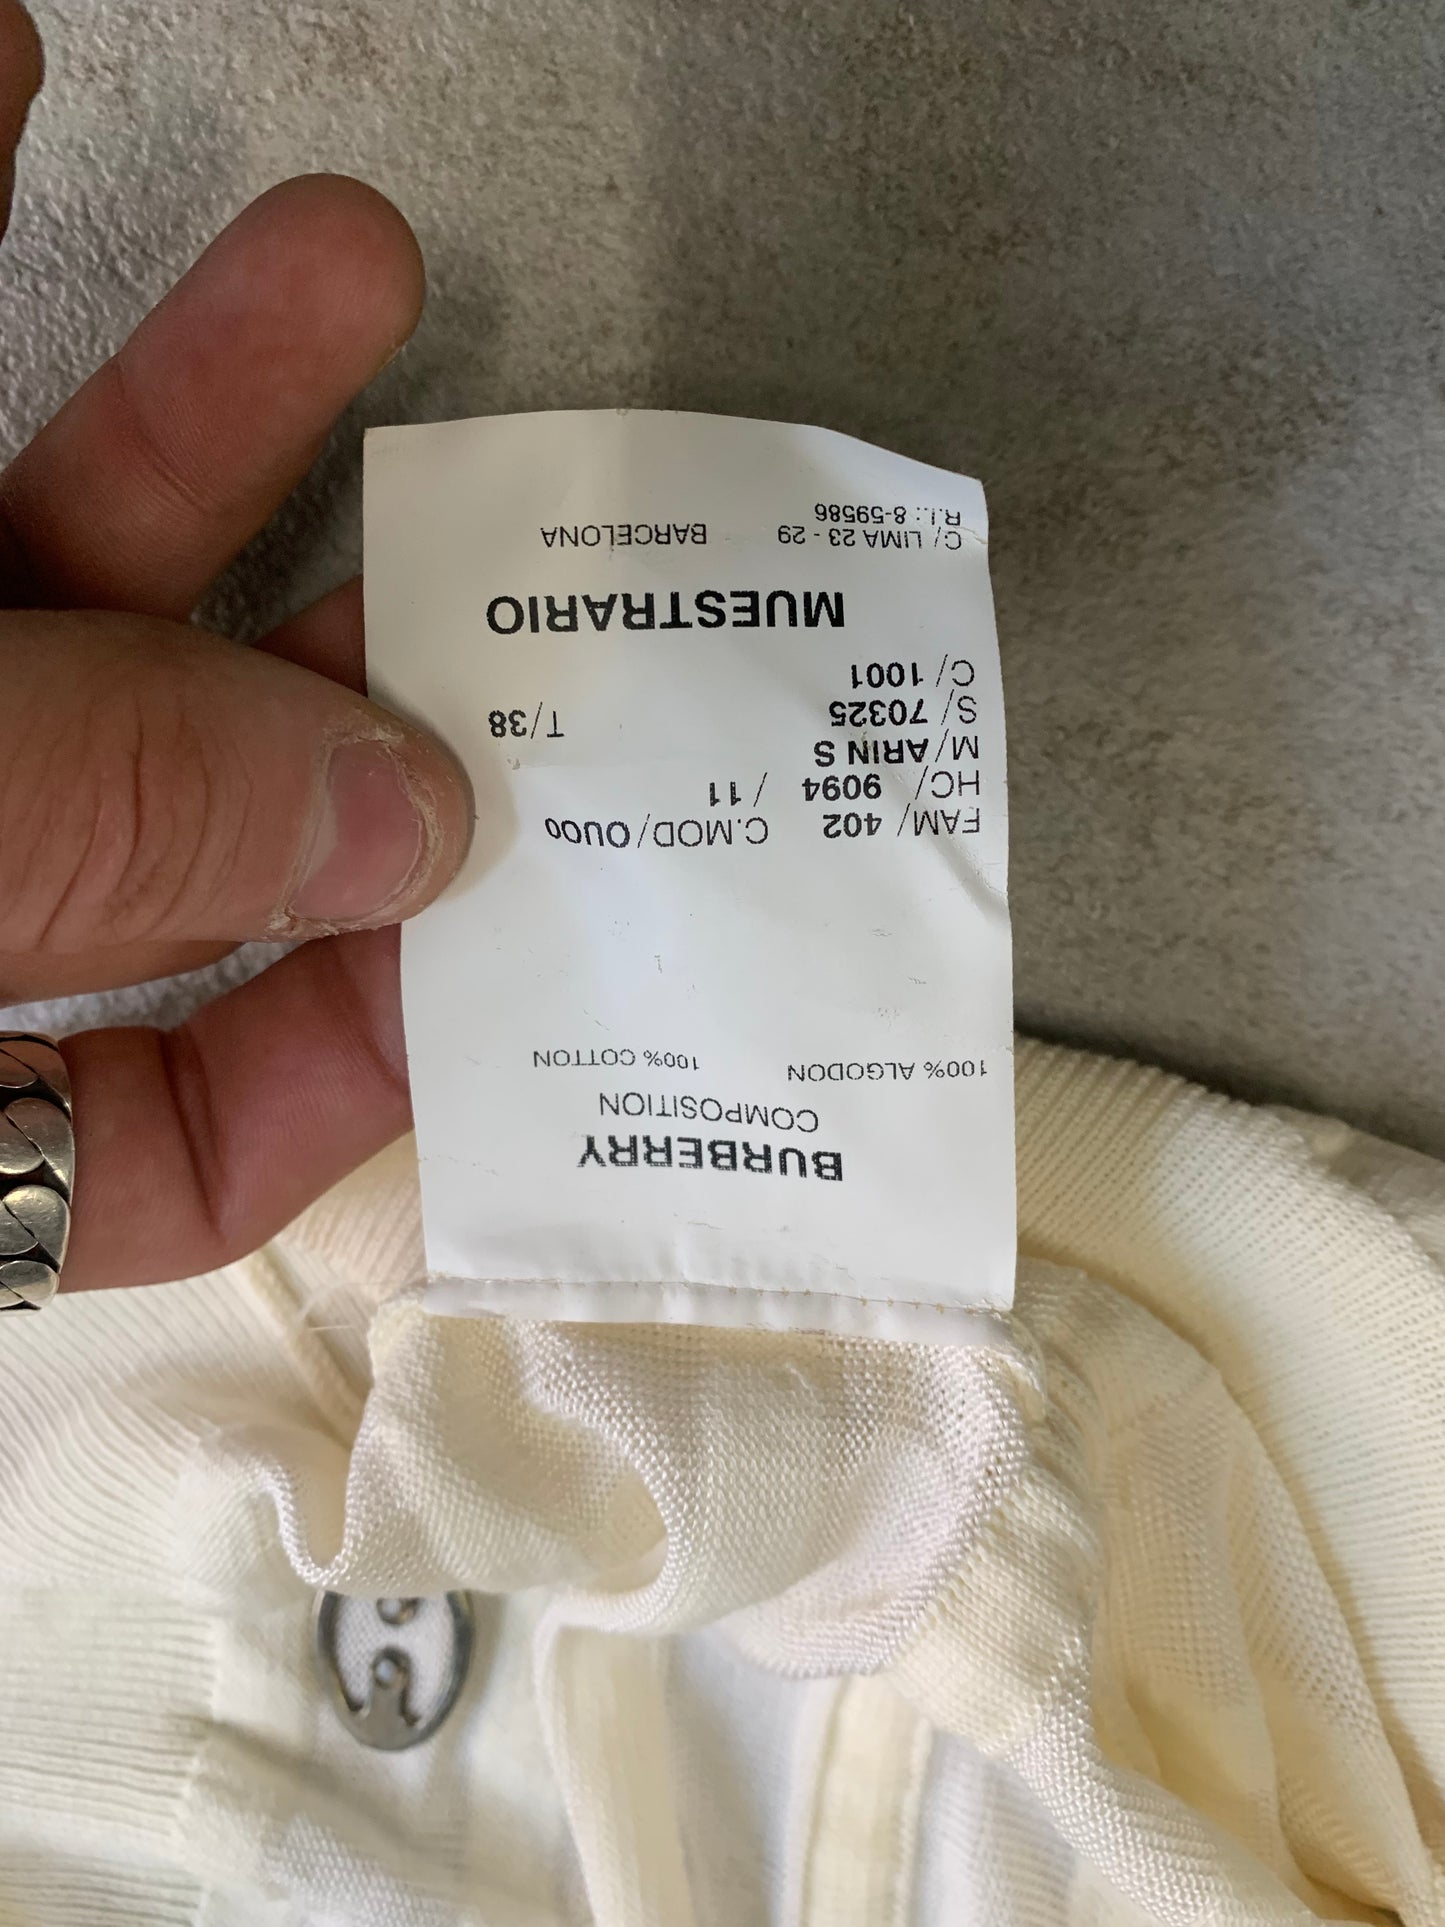 BURBERRY
COMPOSITION
100% ALGODON 100% COTTON
FAM/ 402 C.MOD/OUOO
HC/ 9094 / 11
M/ARIN S
S/ 70325 T/38
C/ 1001
MUESTRARIO
C/ LIMA 23 - 29 BARCELONA
R.I.: 8-59586